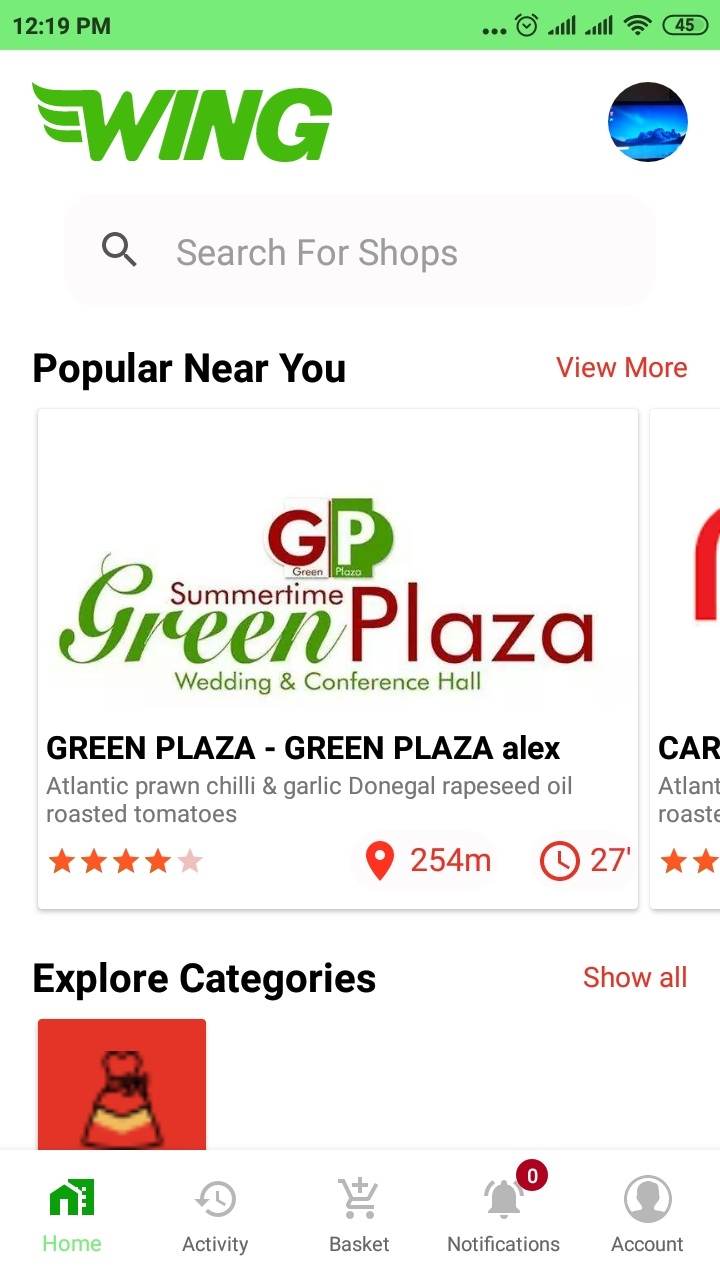 12:19 PM
45
WING
Search For Shops
Popular Near You
View More
GP
Green Plaza
Summertime
Green Plaza
Wedding & Conference Hall
GREEN PLAZA - GREEN PLAZA alex
Atlantic prawn chilli & garlic Donegal rapeseed oil
roasted tomatoes
254m
27'
CAR
Atlant
roaste
Explore Categories
Show all
0
Home
Activity
Basket
Notifications
Account